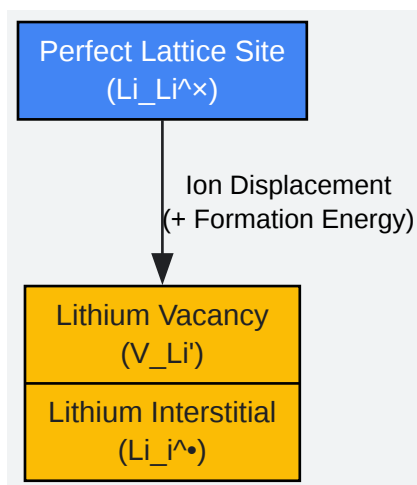 Perfect Lattice Site
(Li_Li^×)
Ion Displacement
(+ Formation Energy)
Lithium Vacancy
(V_Li')
Lithium Interstitial
(Li_i^•)